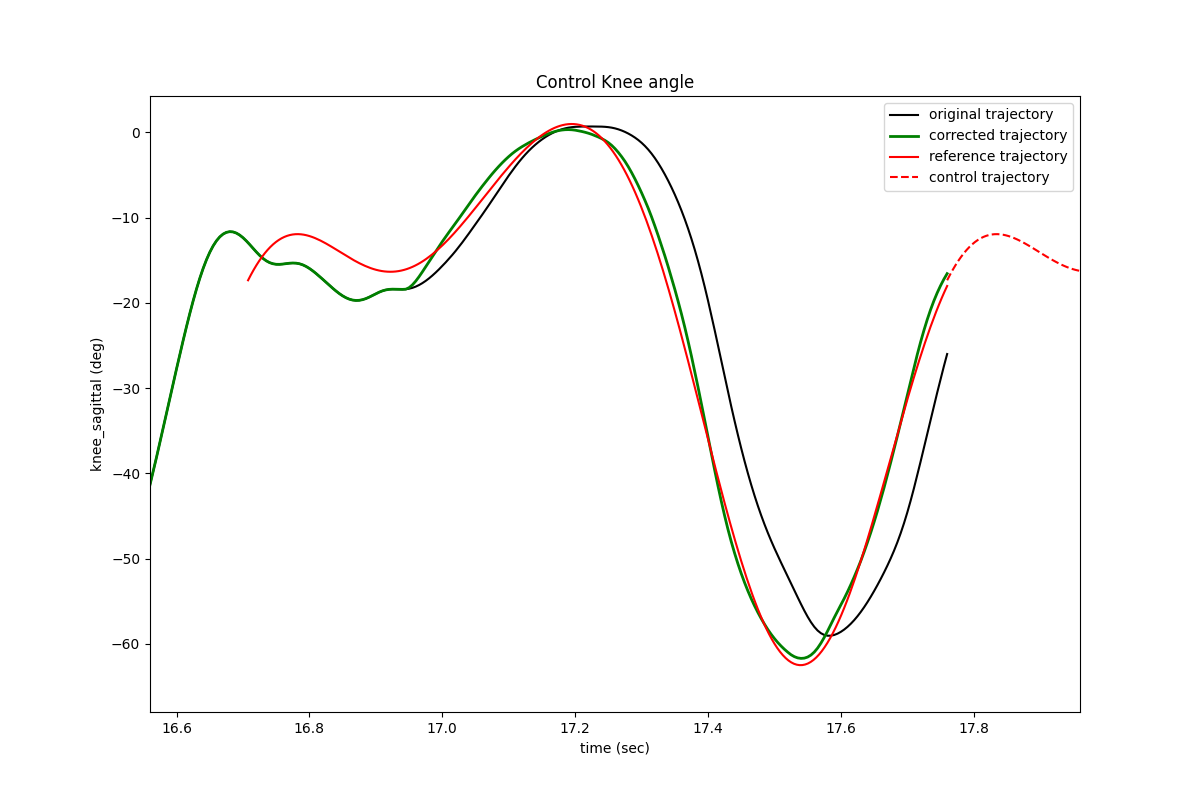 Control Knee angle
original trajectory
corrected trajectory
reference trajectory
control trajectory
knee_sagittal (deg)
0
−10
−20
−30
−40
−50
−60
16.6 16.8 17.0 17.2 17.4 17.6 17.8
time (sec)